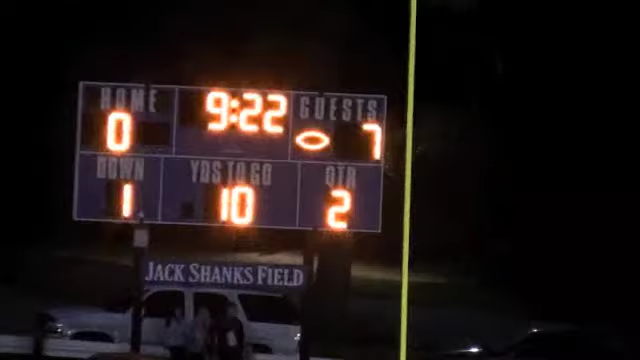 HOME 9:22 GUESTS
0 7
DOWN YDS TO GO QTR
1 10 2
JACK SHANKS FIELD